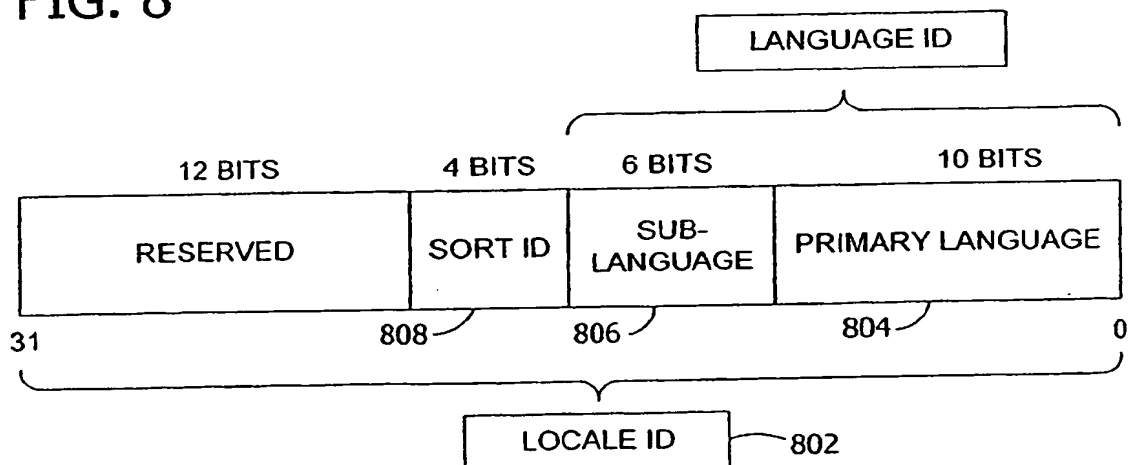 FIG. 8
LANGUAGE ID
12 BITS 4 BITS 6 BITS 10 BITS
RESERVED
SORT ID
SUB-
LANGUAGE
PRIMARY LANGUAGE
31 808 806 804 0
LOCALE ID 802